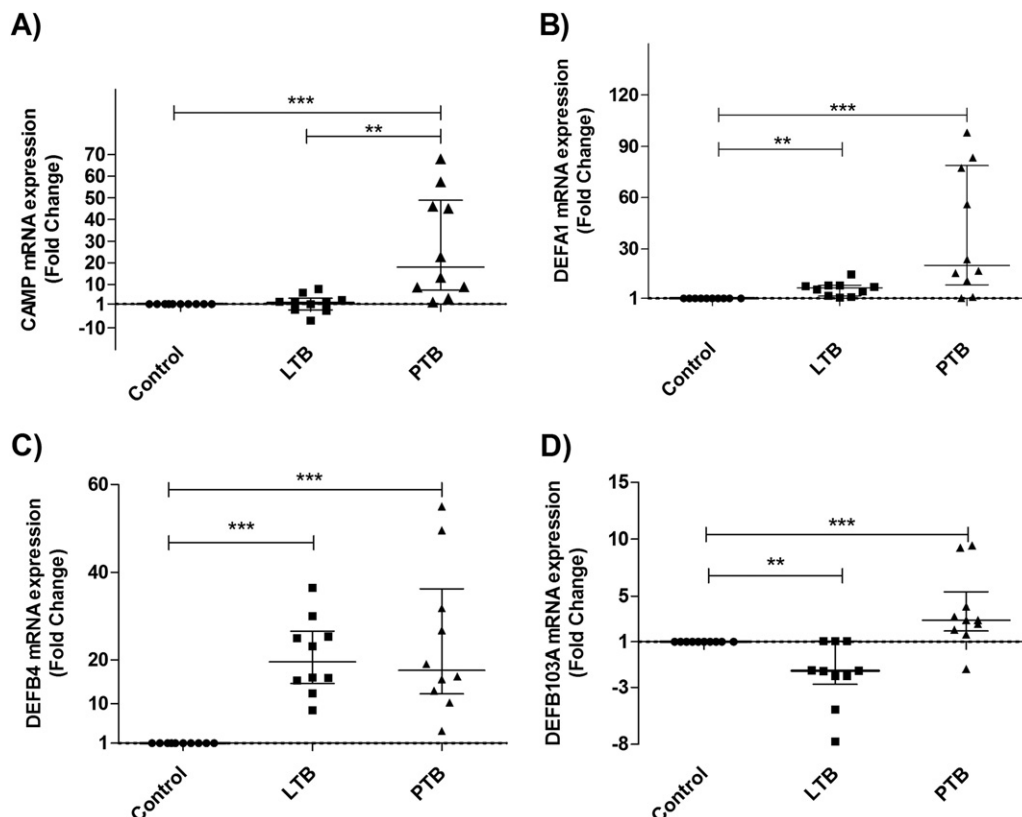 A)
CAMP mRNA expression
(Fold Change)
70
60
50
40
30
20
10
1
-10
***
**
Control
LTB
PTB
B)
DEFA1 mRNA expression
(Fold Change)
120
90
60
30
1
***
**
Control
LTB
PTB
C)
DEFB4 mRNA expression
(Fold Change)
60
40
20
10
1
***
***
Control
LTB
PTB
D)
DEFB103A mRNA expression
(Fold Change)
15
10
5
1
-3
-8
***
**
Control
LTB
PTB